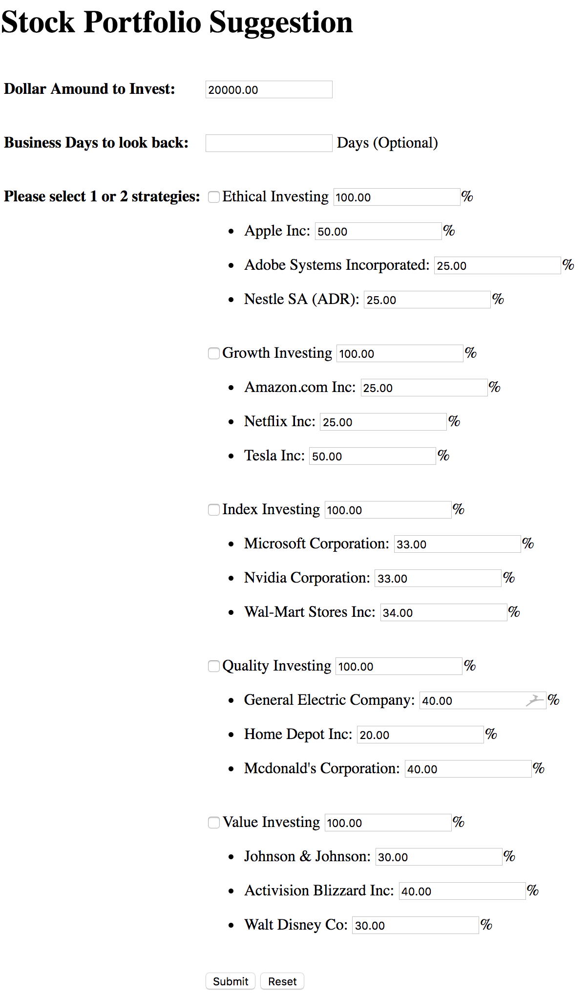 Stock Portfolio Suggestion
Dollar Amound to Invest: 20000.00
Business Days to look back: Days (Optional)
Please select 1 or 2 strategies: Ethical Investing 100.00 %
• Apple Inc: 50.00 %
• Adobe Systems Incorporated: 25.00 %
• Nestle SA (ADR): 25.00 %
Growth Investing 100.00 %
• Amazon.com Inc: 25.00 %
• Netflix Inc: 25.00 %
• Tesla Inc: 50.00 %
Index Investing 100.00 %
• Microsoft Corporation: 33.00 %
• Nvidia Corporation: 33.00 %
• Wal-Mart Stores Inc: 34.00 %
Quality Investing 100.00 %
• General Electric Company: 40.00 %
• Home Depot Inc: 20.00 %
• Mcdonald's Corporation: 40.00 %
Value Investing 100.00 %
• Johnson & Johnson: 30.00 %
• Activision Blizzard Inc: 40.00 %
• Walt Disney Co: 30.00 %
Submit Reset